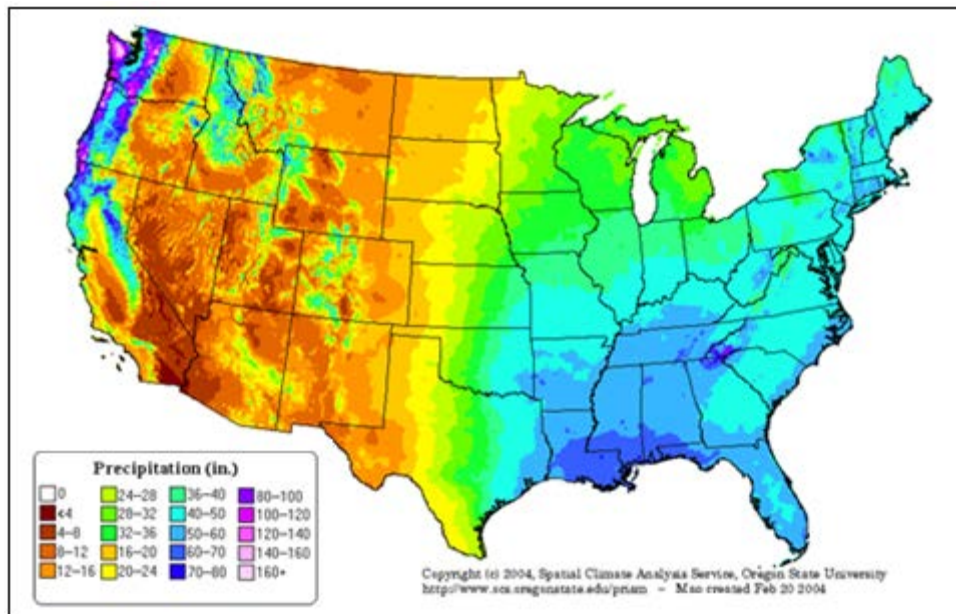 Precipitation (in.)
0 24-28 36-40 80-100
<4 28-32 40-50 100-120
4-8 32-36 50-60 120-140
8-12 16-20 60-70 140-160
12-16 20-24 70-80 160+
Copyright (c) 2004, Spatial Climate Analysis Service, Oregon State University
http://www.ocs.oregonstate.edu/prism - Map created Feb 20 2004